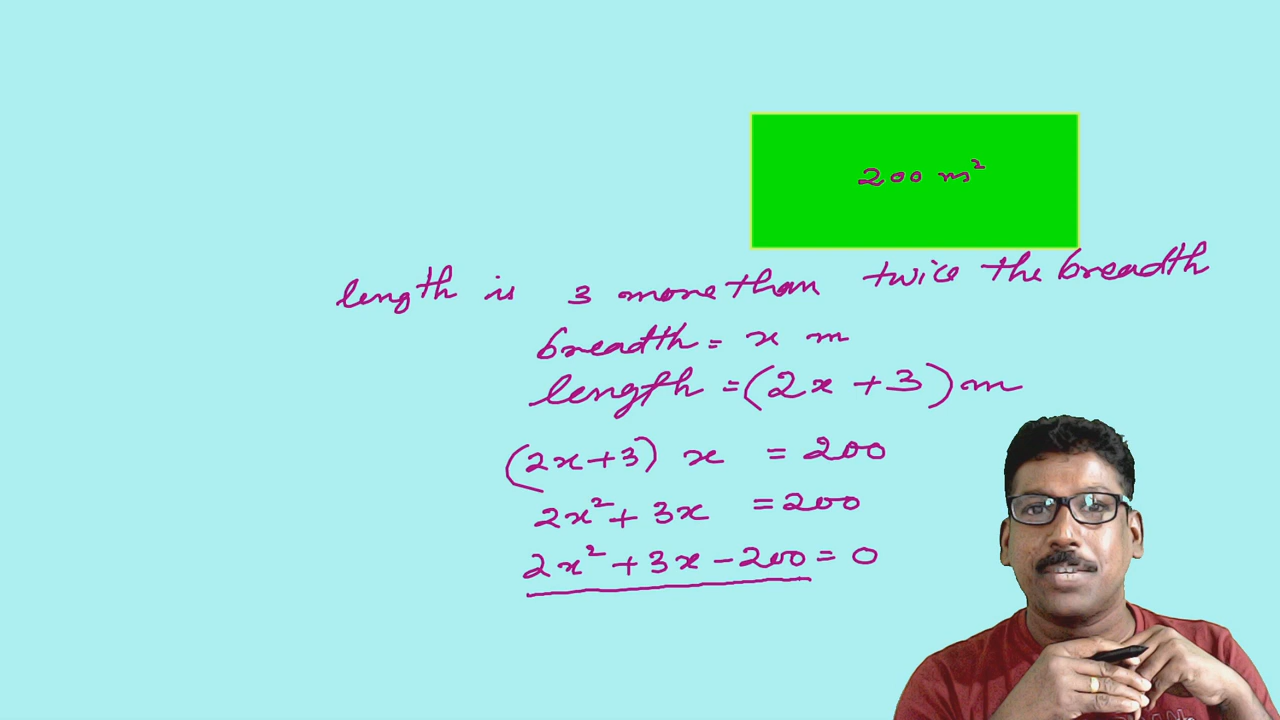 200 m²
length is 3 more than twice the breadth
breadth = x m
length = (2x + 3) m
(2x+3) x = 200
2x² + 3x = 200
2x² + 3x - 200 = 0